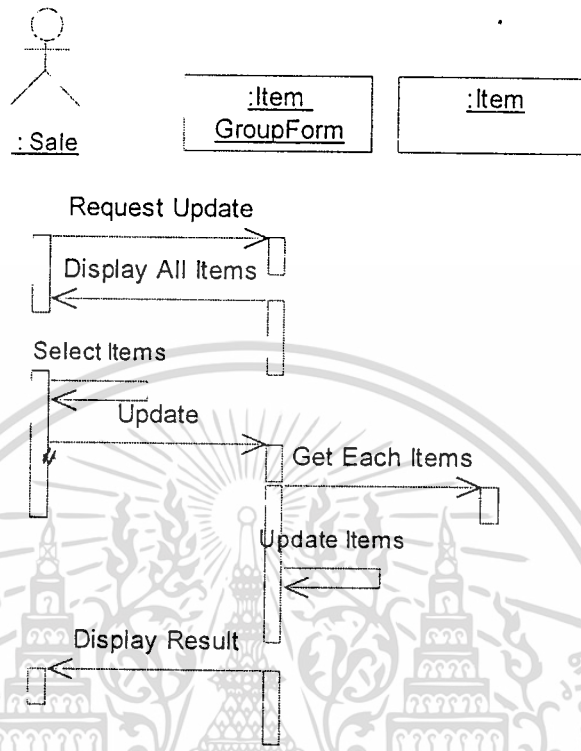 :Item
GroupForm
:Item
: Sale
Request Update
Display All Items
Select Items
Update
Get Each Items
Update Items
Display Result